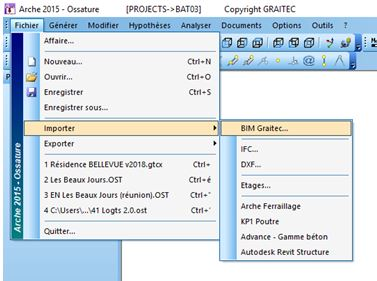 Arche 2015 - Ossature [PROJECTS->BAT03] Copyright GRAITEC
Fichier Générer Modifier Hypothèses Analyser Documents Options Outils ?
Affaire...
Nouveau... Ctrl+N
Ouvrir... Ctrl+O
Enregistrer Ctrl+S
Enregistrer sous...
Importer
Exporter
1 Résidence BELLEVUE v2018.gtcx Ctrl+
2 Les Beaux Jours.OST Ctrl+é
3 EN Les Beaux Jours (réunion).OST Ctrl+"
4 C:\Users\...\41 Logts 2.0.ost Ctrl+'
Quitter...
Arche 2015 - Ossature
BIM Graitec...
IFC...
DXF...
Etages...
Arche Ferraillage
KP1 Poutre
Advance - Gamme béton
Autodesk Revit Structure